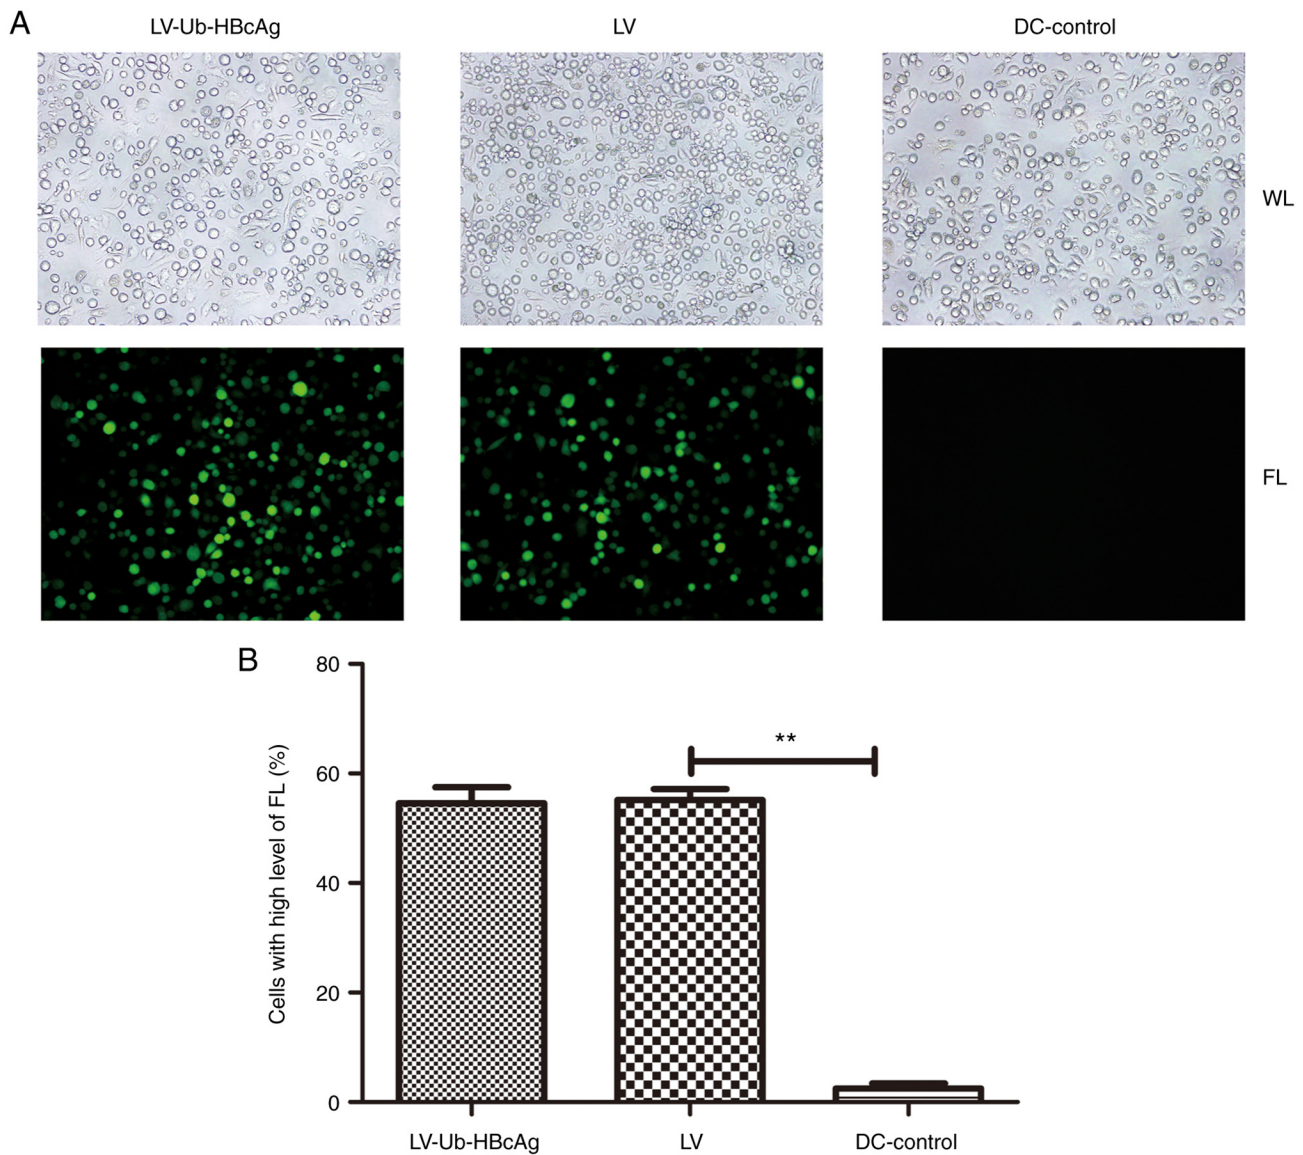 A
LV-Ub-HBcAg
LV
DC-control
WL
FL
B
Cells with high level of FL (%)
80
60
40
20
0
**
LV-Ub-HBcAg
LV
DC-control